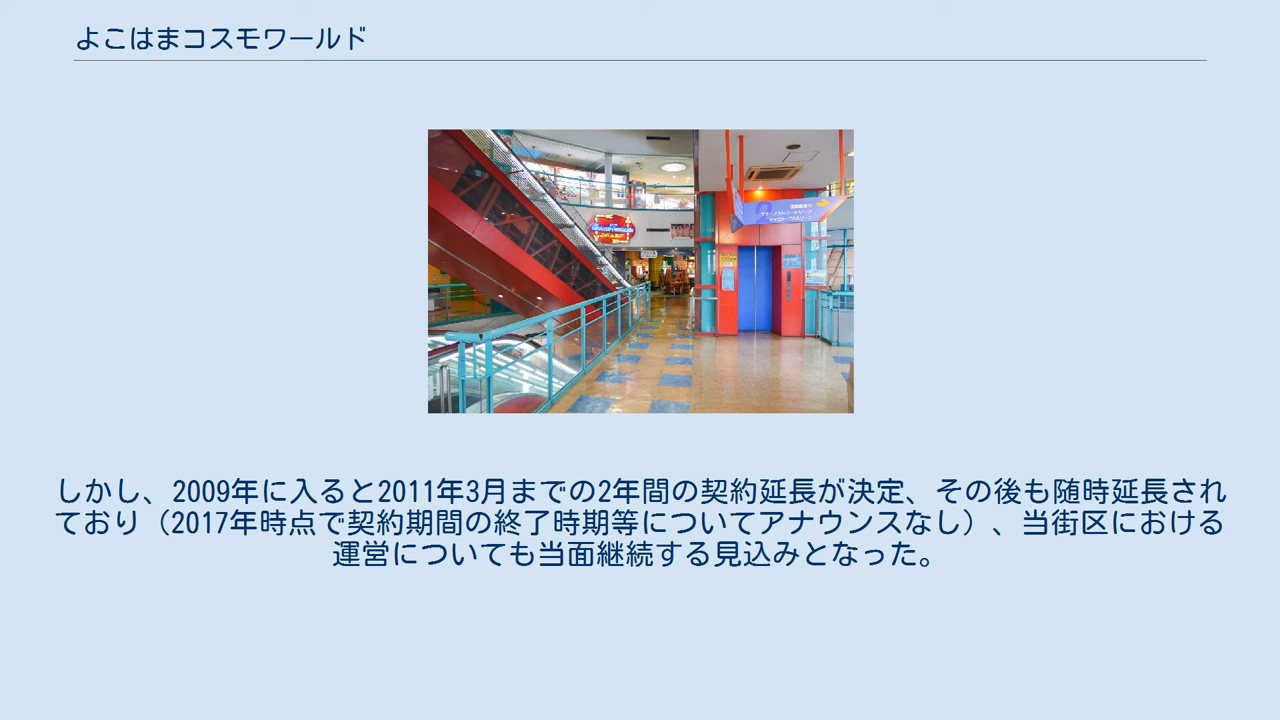 よこはまコスモワールド
しかし、2009年に入ると2011年3月までの2年間の契約延長が決定、その後も随時延長され
ており（2017年時点で契約期間の終了時期等についてアナウンスなし）、当街区における
運営についても当面継続する見込みとなった。